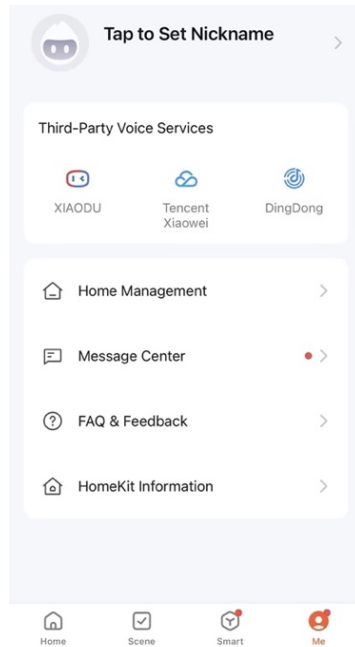 Tap to Set Nickname
Third-Party Voice Services
XIAODU
Tencent
Xiaowei
DingDong
Home Management
Message Center
FAQ & Feedback
HomeKit Information
Home
Scene
Smart
Me